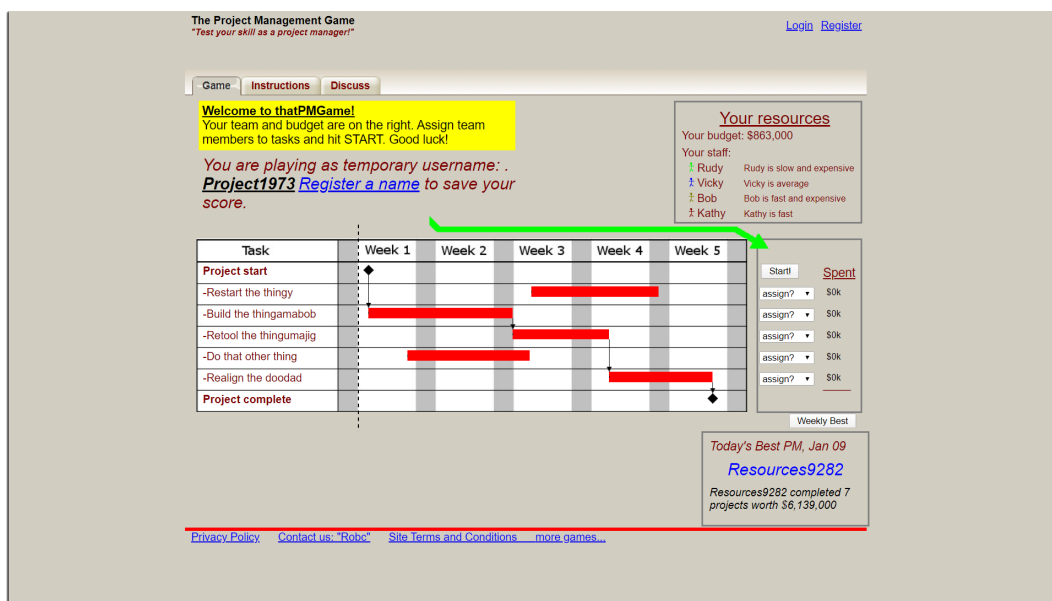 The Project Management Game
"Test your skill as a project manager!"
Login Register
Game Instructions Discuss
Welcome to thatPMGame!
Your team and budget are on the right. Assign team
members to tasks and hit START. Good luck!
You are playing as temporary username: .
Project1973 Register a name to save your
score.
Your resources
Your budget: $863,000
Your staff:
Rudy Rudy is slow and expensive
Vicky Vicky is average
Bob Bob is fast and expensive
Kathy Kathy is fast
Task Week 1 Week 2 Week 3 Week 4 Week 5
Project start Start! Spent
-Restart the thingy assign? $0k
-Build the thingamabob assign? $0k
-Retool the thingumajig assign? $0k
-Do that other thing assign? $0k
-Realign the doodad assign? $0k
Project complete
Weekly Best
Today's Best PM, Jan 09
Resources9282
Resources9282 completed 7
projects worth $6,139,000
Privacy Policy Contact us: "Robc" Site Terms and Conditions more games...